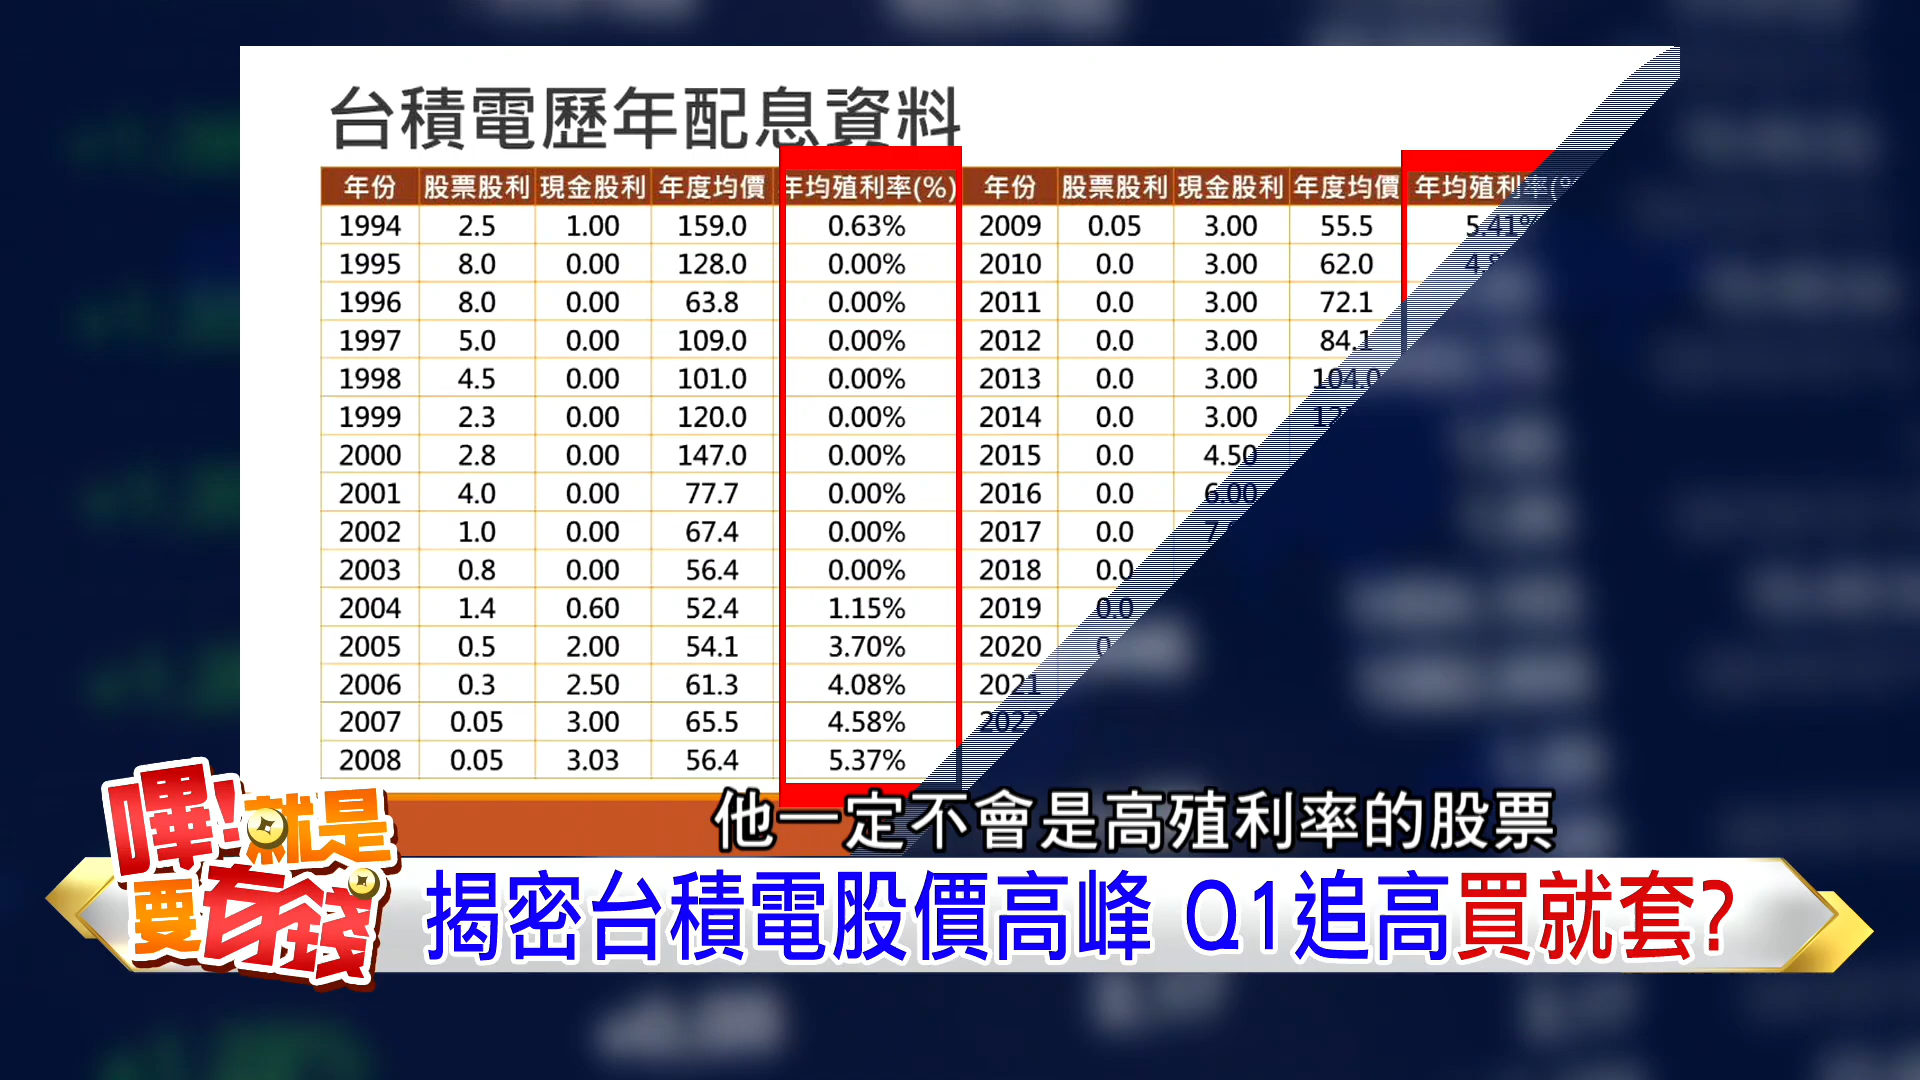 台積電歷年配息資料
年份 股票股利 現金股利 年度均價 年均殖利率(%) 年份 股票股利 現金股利 年度均價 年均殖利率(%
1994 2.5 1.00 159.0 0.63% 2009 0.05 3.00 55.5 5.41%
1995 8.0 0.00 128.0 0.00% 2010 0.0 3.00 62.0 4.8
1996 8.0 0.00 63.8 0.00% 2011 0.0 3.00 72.1
1997 5.0 0.00 109.0 0.00% 2012 0.0 3.00 84.1
1998 4.5 0.00 101.0 0.00% 2013 0.0 3.00 104.0
1999 2.3 0.00 120.0 0.00% 2014 0.0 3.00
2000 2.8 0.00 147.0 0.00% 2015 0.0 4.50
2001 4.0 0.00 77.7 0.00% 2016 0.0 6.00
2002 1.0 0.00 67.4 0.00% 2017 0.0
2003 0.8 0.00 56.4 0.00% 2018 0.0
2004 1.4 0.60 52.4 1.15% 2019 0.0
2005 0.5 2.00 54.1 3.70% 2020
2006 0.3 2.50 61.3 4.08% 2021
2007 0.05 3.00 65.5 4.58% 2022
2008 0.05 3.03 56.4 5.37%
他一定不會是高殖利率的股票
嗶!就是
要有錢
揭密台積電股價高峰 Q1追高買就套?